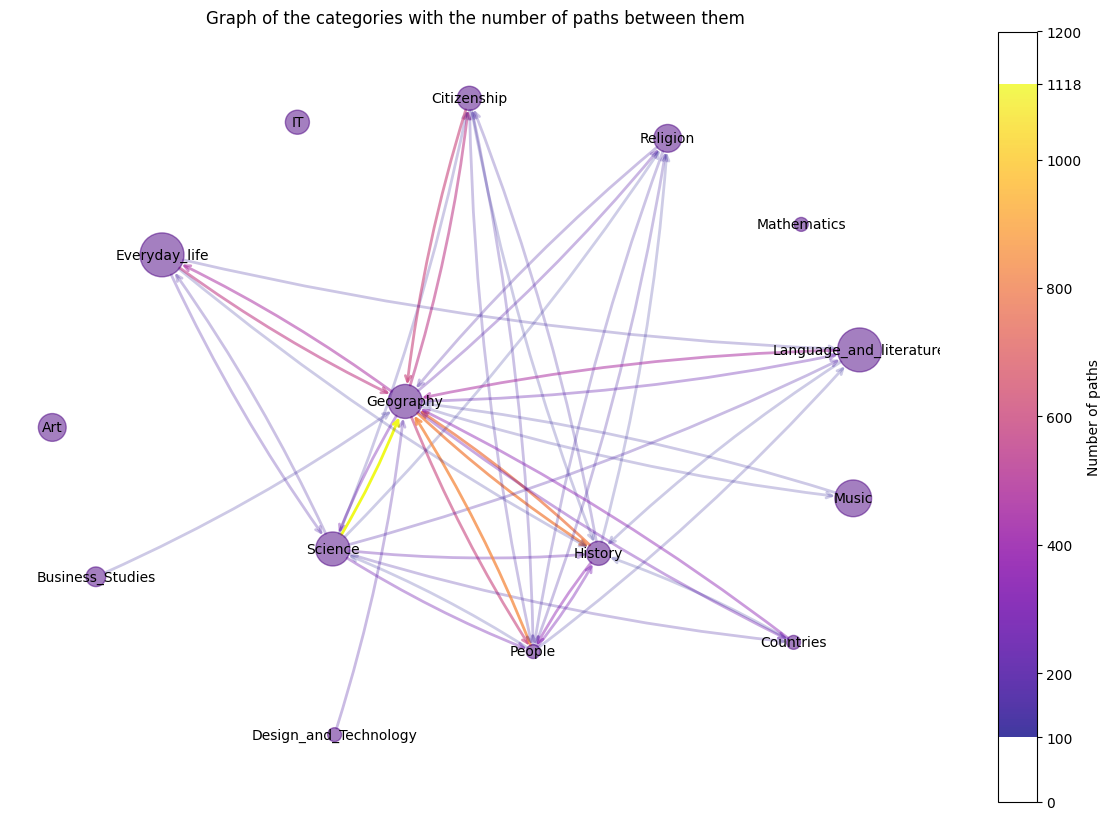 Graph of the categories with the number of paths between them
1200
Citizenship
1118
IT
Religion
1000
Mathematics
Everyday_life
800
Language_and_literature
Geography
600
Number of paths
Art
Music
400
Science
History
Business_Studies
Countries
People
200
Design_and_Technology
100
0